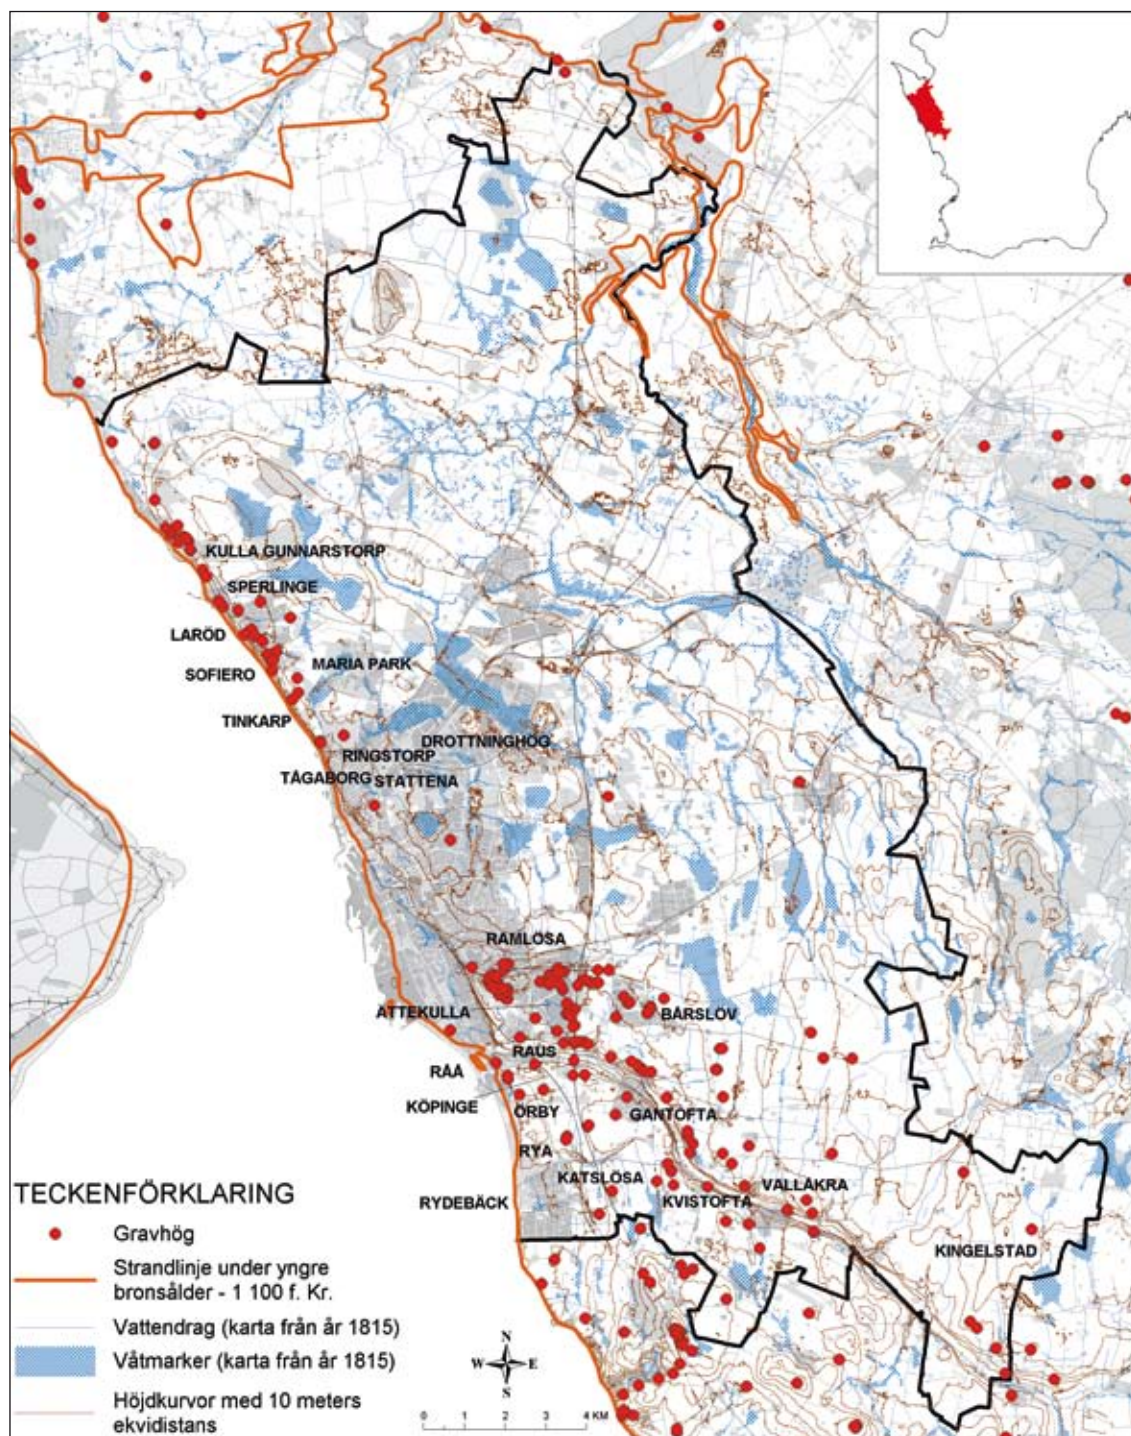 KULLA GUNNARSTORP
SPERLINGE
LARÖD
MARIA PARK
SOFIERO
TINKARP
DROTTNINGHÖG
RINGSTORP
TÅGABORG
STATTENA
RAMLÖSA
ÄTTEKULLA
BÅRSLÖV
RAUS
RÅÅ
KÖPINGE
ÖRBY
GANTOFTA
RYA
KATSLÖSA
VALLÅKRA
KVISTOFTA
RYDEBÄCK
KINGELSTAD
TECKENFÖRKLARING
Gravhög
Strandlinje under yngre
bronsålder - 1 100 f. Kr.
Vattendrag (karta från år 1815)
Våtmarker (karta från år 1815)
Höjdkurvor med 10 meters
ekvidistans
N
W E
S
0 1 2 3 4 KM